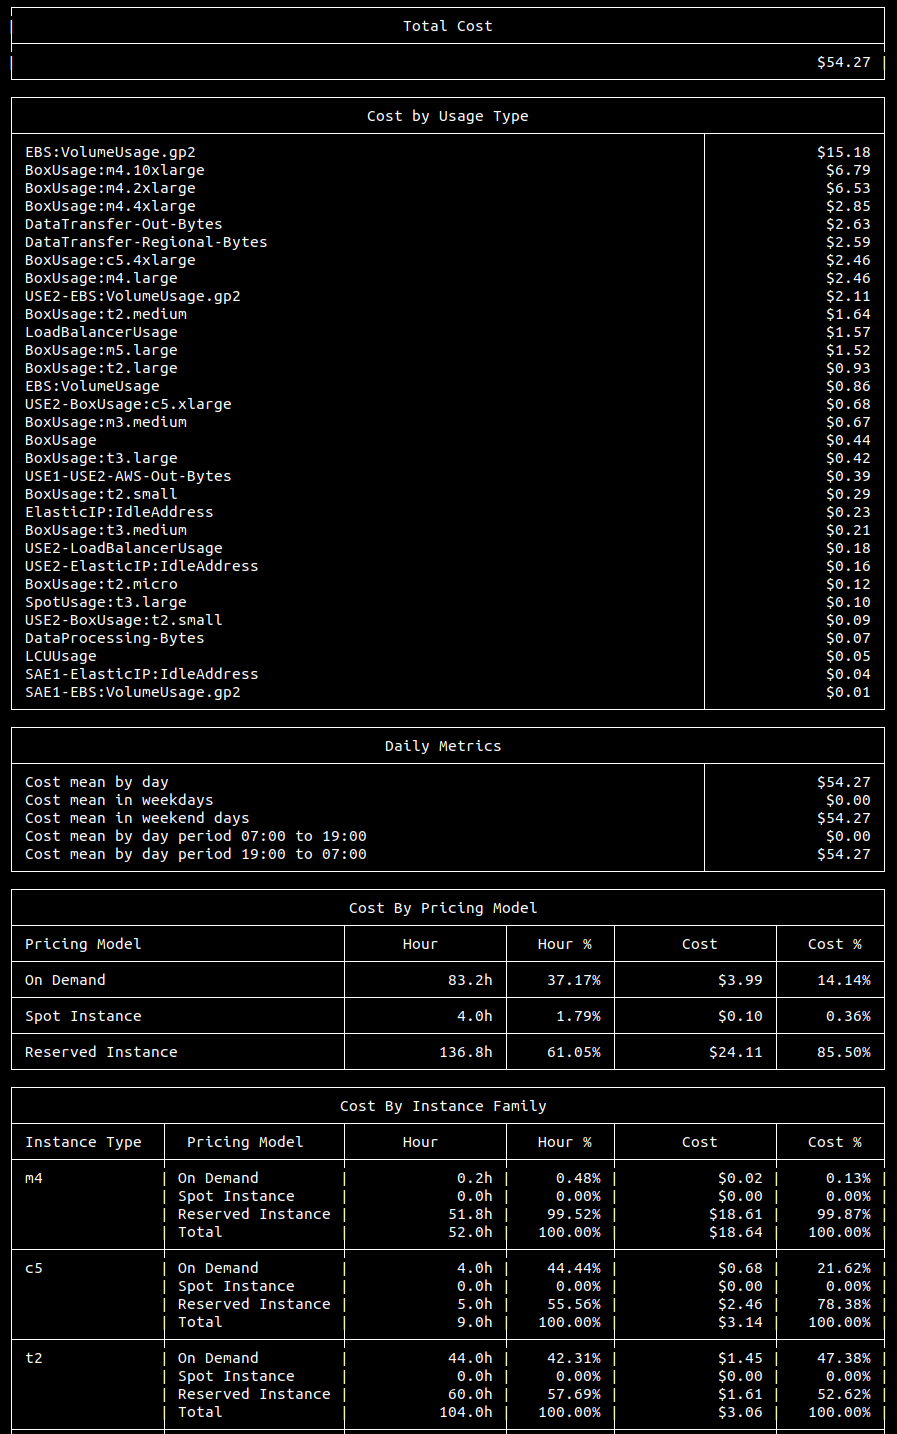 Total Cost
$54.27
Cost by Usage Type
EBS:VolumeUsage.gp2 $15.18
BoxUsage:m4.10xlarge $6.79
BoxUsage:m4.2xlarge $6.53
BoxUsage:m4.4xlarge $2.85
DataTransfer-Out-Bytes $2.63
DataTransfer-Regional-Bytes $2.59
BoxUsage:c5.4xlarge $2.46
BoxUsage:m4.large $2.46
USE2-EBS:VolumeUsage.gp2 $2.11
BoxUsage:t2.medium $1.64
LoadBalancerUsage $1.57
BoxUsage:m5.large $1.52
BoxUsage:t2.large $0.93
EBS:VolumeUsage $0.86
USE2-BoxUsage:c5.xlarge $0.68
BoxUsage:m3.medium $0.67
BoxUsage $0.44
BoxUsage:t3.large $0.42
USE1-USE2-AWS-Out-Bytes $0.39
BoxUsage:t2.small $0.29
ElasticIP:IdleAddress $0.23
BoxUsage:t3.medium $0.21
USE2-LoadBalancerUsage $0.18
USE2-ElasticIP:IdleAddress $0.16
BoxUsage:t2.micro $0.12
SpotUsage:t3.large $0.10
USE2-BoxUsage:t2.small $0.09
DataProcessing-Bytes $0.07
LCUUsage $0.05
SAE1-ElasticIP:IdleAddress $0.04
SAE1-EBS:VolumeUsage.gp2 $0.01
Daily Metrics
Cost mean by day $54.27
Cost mean in weekdays $0.00
Cost mean in weekend days $54.27
Cost mean by day period 07:00 to 19:00 $0.00
Cost mean by day period 19:00 to 07:00 $54.27
Cost By Pricing Model
Pricing Model Hour Hour % Cost Cost %
On Demand 83.2h 37.17% $3.99 14.14%
Spot Instance 4.0h 1.79% $0.10 0.36%
Reserved Instance 136.8h 61.05% $24.11 85.50%
Cost By Instance Family
Instance Type Pricing Model Hour Hour % Cost Cost %
m4 On Demand 0.2h 0.48% $0.02 0.13%
Spot Instance 0.0h 0.00% $0.00 0.00%
Reserved Instance 51.8h 99.52% $18.61 99.87%
Total 52.0h 100.00% $18.64 100.00%
c5 On Demand 4.0h 44.44% $0.68 21.62%
Spot Instance 0.0h 0.00% $0.00 0.00%
Reserved Instance 5.0h 55.56% $2.46 78.38%
Total 9.0h 100.00% $3.14 100.00%
t2 On Demand 44.0h 42.31% $1.45 47.38%
Spot Instance 0.0h 0.00% $0.00 0.00%
Reserved Instance 60.0h 57.69% $1.61 52.62%
Total 104.0h 100.00% $3.06 100.00%